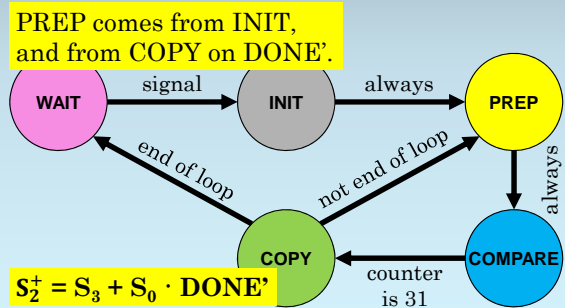 PREP comes from INIT,
and from COPY on DONE’.
signal
always
WAIT
INIT
PREP
end of loop
not end of loop
always
COPY
COMPARE
counter
is 31
S₂⁺ = S₃ + S₀ · DONE’